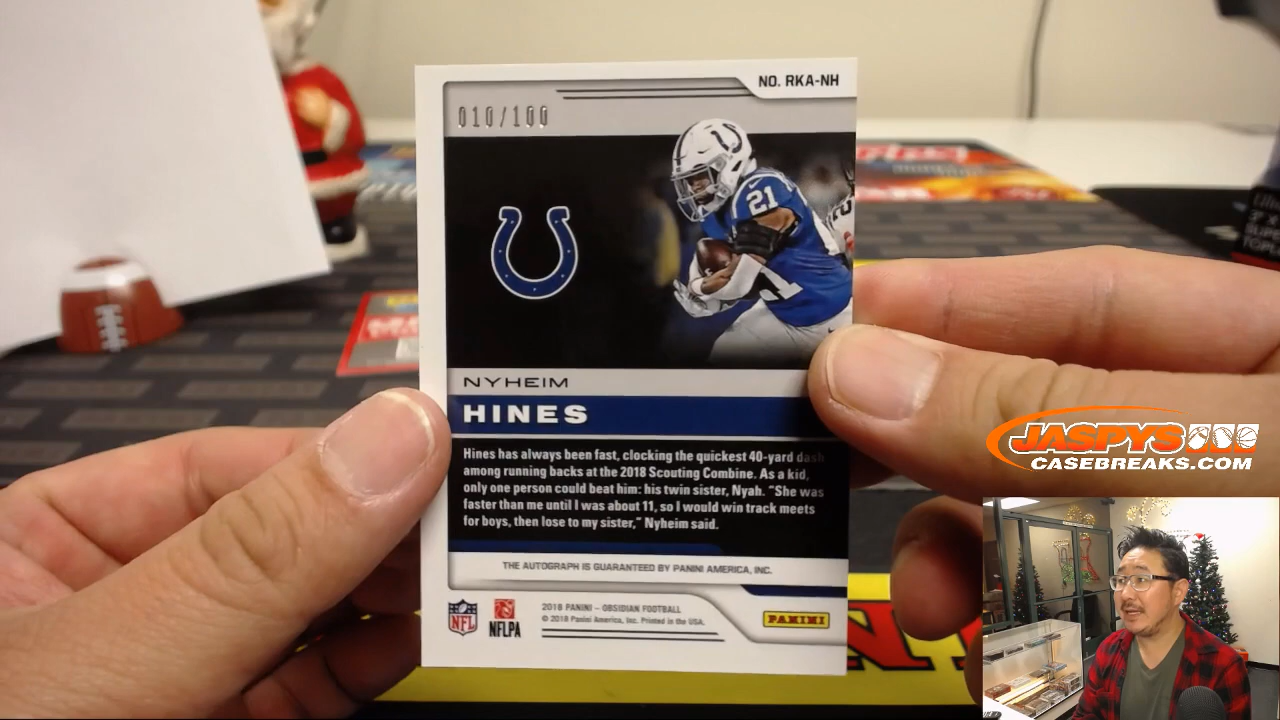 NO. RKA-NH
010/100
21
NYHEIM
HINES
Hines has always been fast, clocking the quickest 40-yard dash
among running backs at the 2018 Scouting Combine. As a kid,
only one person could beat him: his twin sister, Nyah. "She was
faster than me until I was about 11, so I would win track meets
for boys, then lose to my sister," Nyheim said.
THE AUTOGRAPH IS GUARANTEED BY PANINI AMERICA, INC.
NFL
NFLPA
2018 PANINI – OBSIDIAN FOOTBALL
© 2018 Panini America, Inc. Printed in the USA.
PANINI
JASPYS
CASEBREAKS.COM